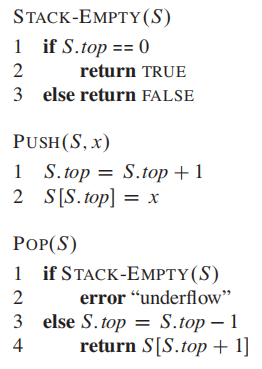 STACK-EMPTY(S)
1 if S.top == 0
2 return TRUE
3 else return FALSE
PUSH(S, x)
1 S.top = S.top + 1
2 S[S.top] = x
POP(S)
1 if STACK-EMPTY(S)
2 error “underflow”
3 else S.top = S.top − 1
4 return S[S.top + 1]